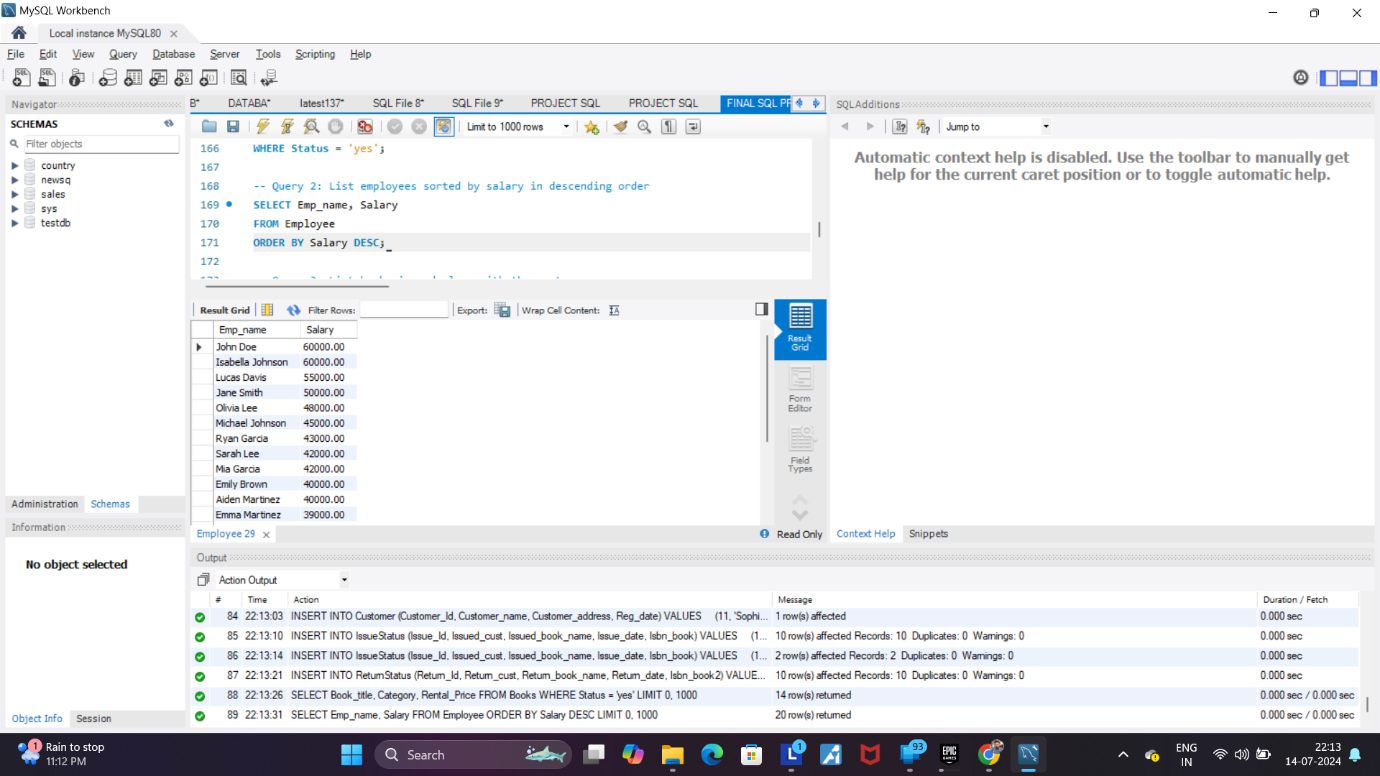 MySQL Workbench
Local instance MySQL80
File Edit View Query Database Server Tools Scripting Help
Navigator
SCHEMAS
Filter objects
country
newsq
sales
sys
testdb
Administration Schemas
Information
No object selected
Object Info Session
B* DATABA* latest137* SQL File 8* SQL File 9* PROJECT SQL PROJECT SQL FINAL SQL PR
Limit to 1000 rows
166 WHERE Status = 'yes';
167
168 -- Query 2: List employees sorted by salary in descending order
169 SELECT Emp_name, Salary
170 FROM Employee
171 ORDER BY Salary DESC;
172
Result Grid Filter Rows: Export: Wrap Cell Content:
Emp_name Salary
John Doe 60000.00
Isabella Johnson 60000.00
Lucas Davis 55000.00
Jane Smith 50000.00
Olivia Lee 48000.00
Michael Johnson 45000.00
Ryan Garcia 43000.00
Sarah Lee 42000.00
Mia Garcia 42000.00
Emily Brown 40000.00
Aiden Martinez 40000.00
Emma Martinez 39000.00
Result Grid
Form Editor
Field Types
Employee 29 Read Only
SQLAdditions
Jump to
Automatic context help is disabled. Use the toolbar to manually get
help for the current caret position or to toggle automatic help.
Context Help Snippets
Output
Action Output
# Time Action Message Duration / Fetch
84 22:13:03 INSERT INTO Customer (Customer_Id, Customer_name, Customer_address, Reg_date) VALUES (11, 'Sophi... 1 row(s) affected 0.000 sec
85 22:13:10 INSERT INTO IssueStatus (Issue_Id, Issued_cust, Issued_book_name, Issue_date, Isbn_book) VALUES (1... 10 row(s) affected Records: 10 Duplicates: 0 Warnings: 0 0.000 sec
86 22:13:14 INSERT INTO IssueStatus (Issue_Id, Issued_cust, Issued_book_name, Issue_date, Isbn_book) VALUES (1... 2 row(s) affected Records: 2 Duplicates: 0 Warnings: 0 0.000 sec
87 22:13:21 INSERT INTO ReturnStatus (Return_Id, Return_cust, Return_book_name, Return_date, Isbn_book2) VALUE... 10 row(s) affected Records: 10 Duplicates: 0 Warnings: 0 0.000 sec
88 22:13:26 SELECT Book_title, Category, Rental_Price FROM Books WHERE Status = 'yes' LIMIT 0, 1000 14 row(s) returned 0.000 sec / 0.000 sec
89 22:13:31 SELECT Emp_name, Salary FROM Employee ORDER BY Salary DESC LIMIT 0, 1000 20 row(s) returned 0.000 sec / 0.000 sec
1 Rain to stop
11:12 PM
Search
1
93
EPIC GAMES
ENG
IN
22:13
14-07-2024